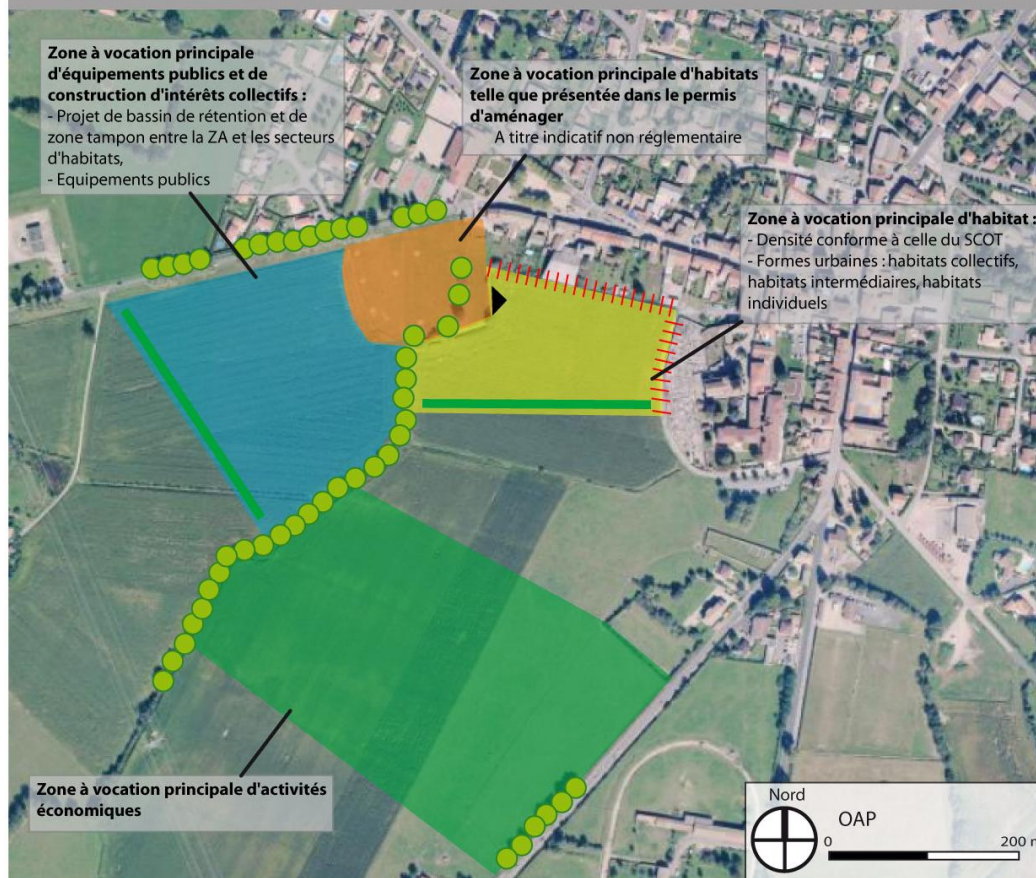 Zone à vocation principale
d'équipements publics et de
construction d'intérêts collectifs :
- Projet de bassin de rétention et de
zone tampon entre la ZA et les secteurs
d'habitats,
- Equipements publics
Zone à vocation principale d'habitats
telle que présentée dans le permis
d'aménager
A titre indicatif non réglementaire
Zone à vocation principale d'habitat :
- Densité conforme à celle du SCOT
- Formes urbaines : habitats collectifs,
habitats intermédiaires, habitats
individuels
Zone à vocation principale d'activités
économiques
Nord
OAP
0 200 m